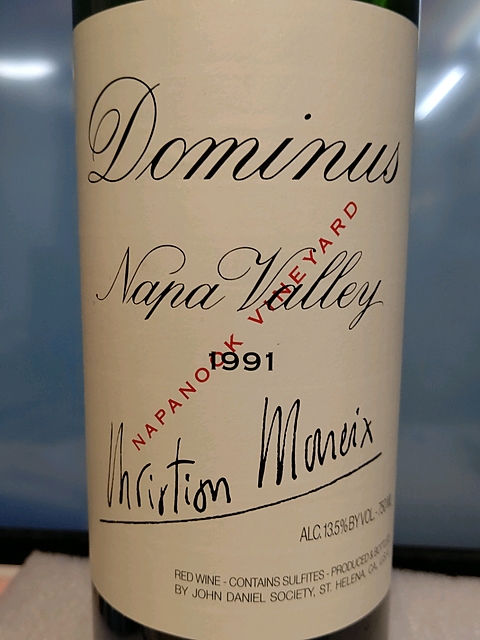 Dominus
Napa Valley
NAPANOOK VINEYARD
1991
Christian Moueix
ALC. 13.5% BY VOL. - 750 ML
RED WINE - CONTAINS SULFITES - PRODUCED & BOTTLED
BY JOHN DANIEL SOCIETY, ST. HELENA, CA,